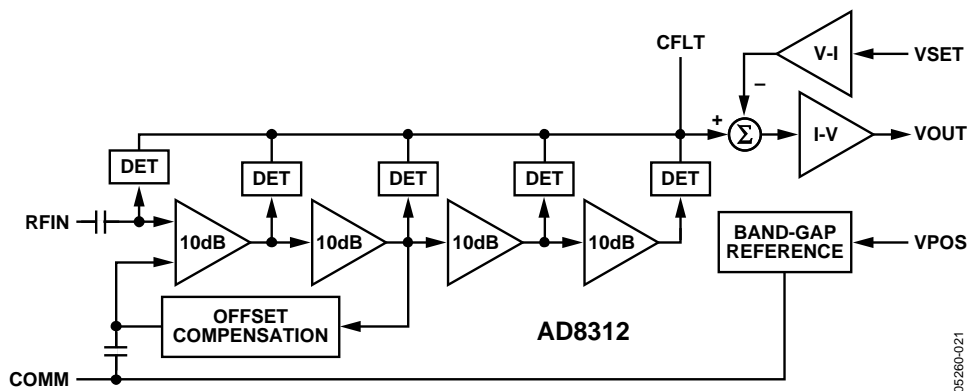 CFLT
V-I
VSET
–
+
Σ
I-V
VOUT
DET
DET
DET
DET
DET
RFIN
10dB
10dB
10dB
10dB
BAND-GAP
REFERENCE
VPOS
OFFSET
COMPENSATION
AD8312
COMM
05260-021